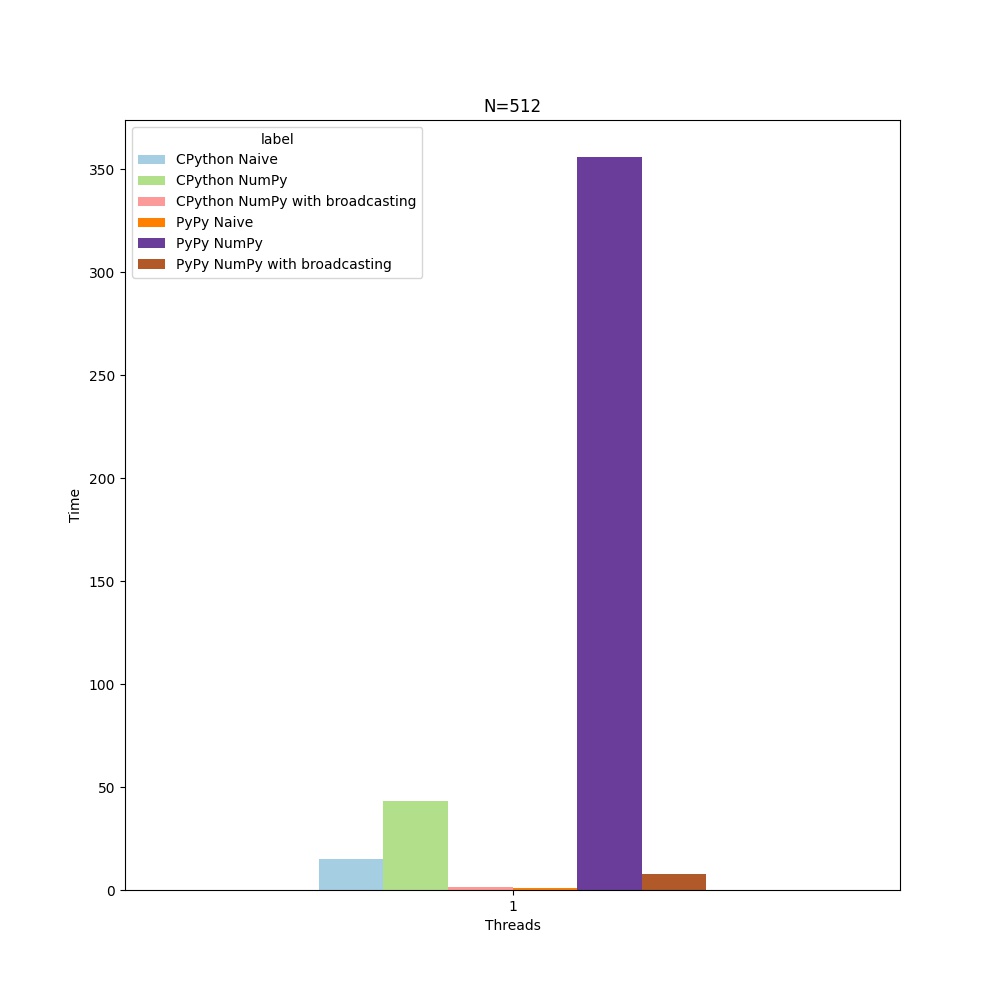 N=512
label
CPython Naive
CPython NumPy
CPython NumPy with broadcasting
PyPy Naive
PyPy NumPy
PyPy NumPy with broadcasting
350
300
250
200
150
100
50
0
Time
1
Threads